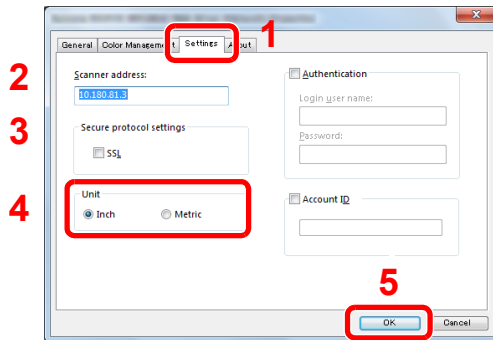 1
General
Color Management
Settings
2
Scanner address:
10.180.81.3
3
Secure protocol settings
SSL
4
Unit
Inch
Metric
Authentication
Login user name:
Password:
Account ID
5
OK
Cancel